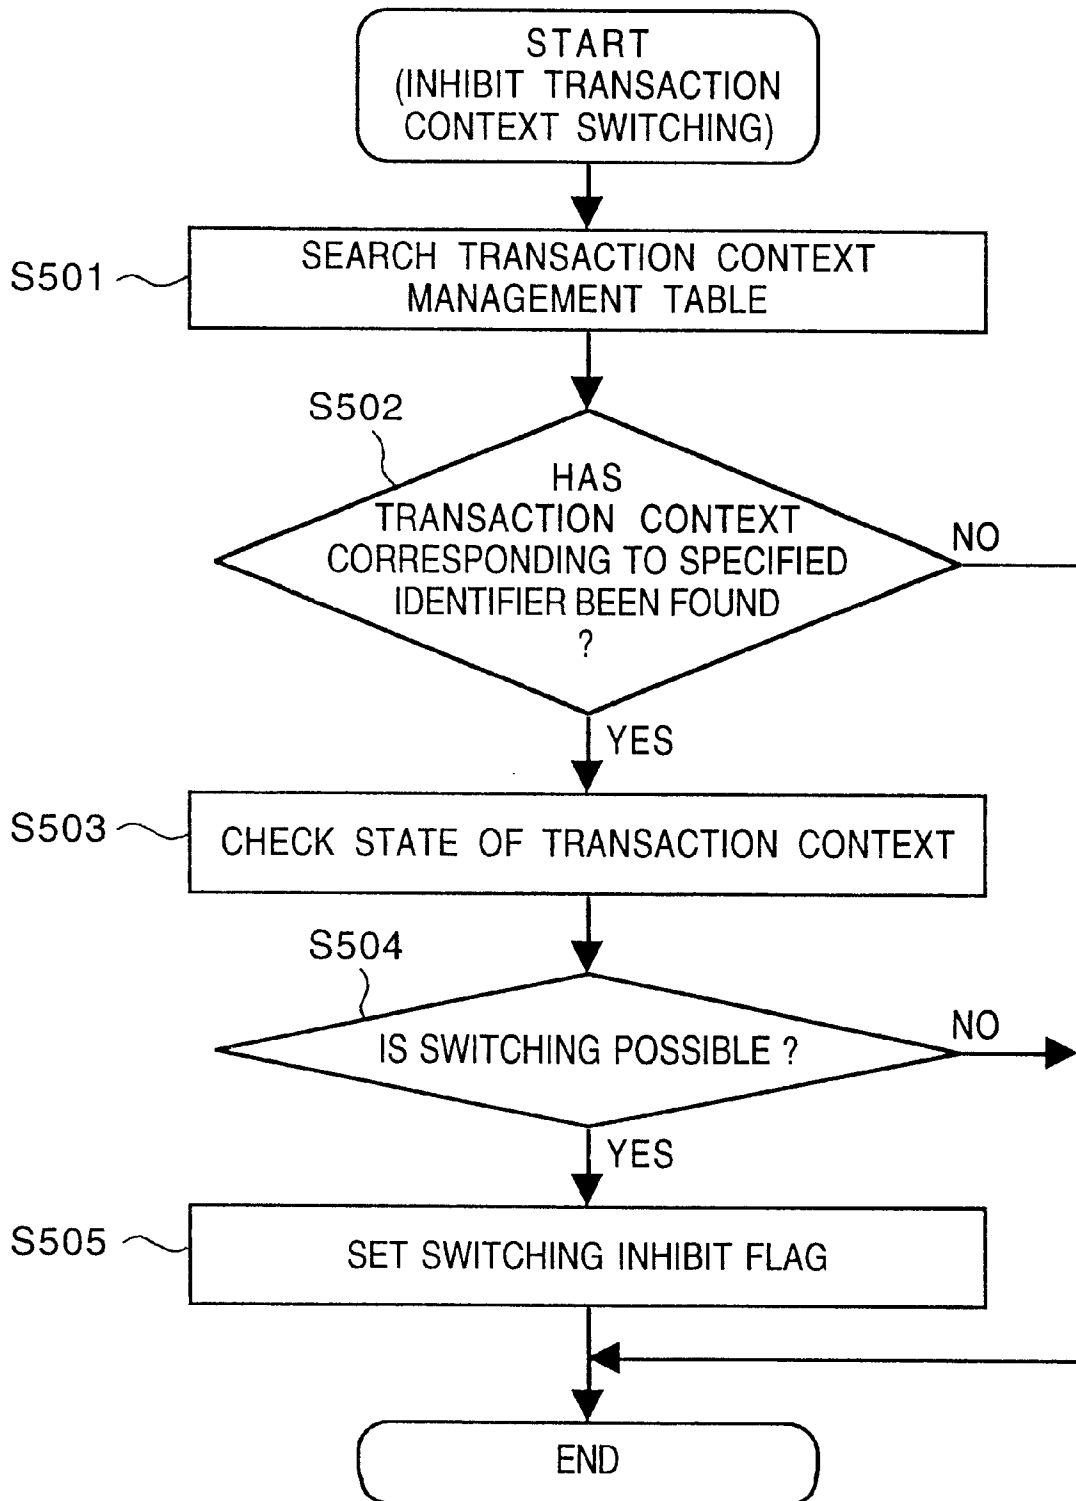 START
(INHIBIT TRANSACTION
CONTEXT SWITCHING)
S501
SEARCH TRANSACTION CONTEXT
MANAGEMENT TABLE
S502
HAS
TRANSACTION CONTEXT
CORRESPONDING TO SPECIFIED
IDENTIFIER BEEN FOUND
?
NO
YES
S503
CHECK STATE OF TRANSACTION CONTEXT
S504
IS SWITCHING POSSIBLE ?
NO
YES
S505
SET SWITCHING INHIBIT FLAG
END